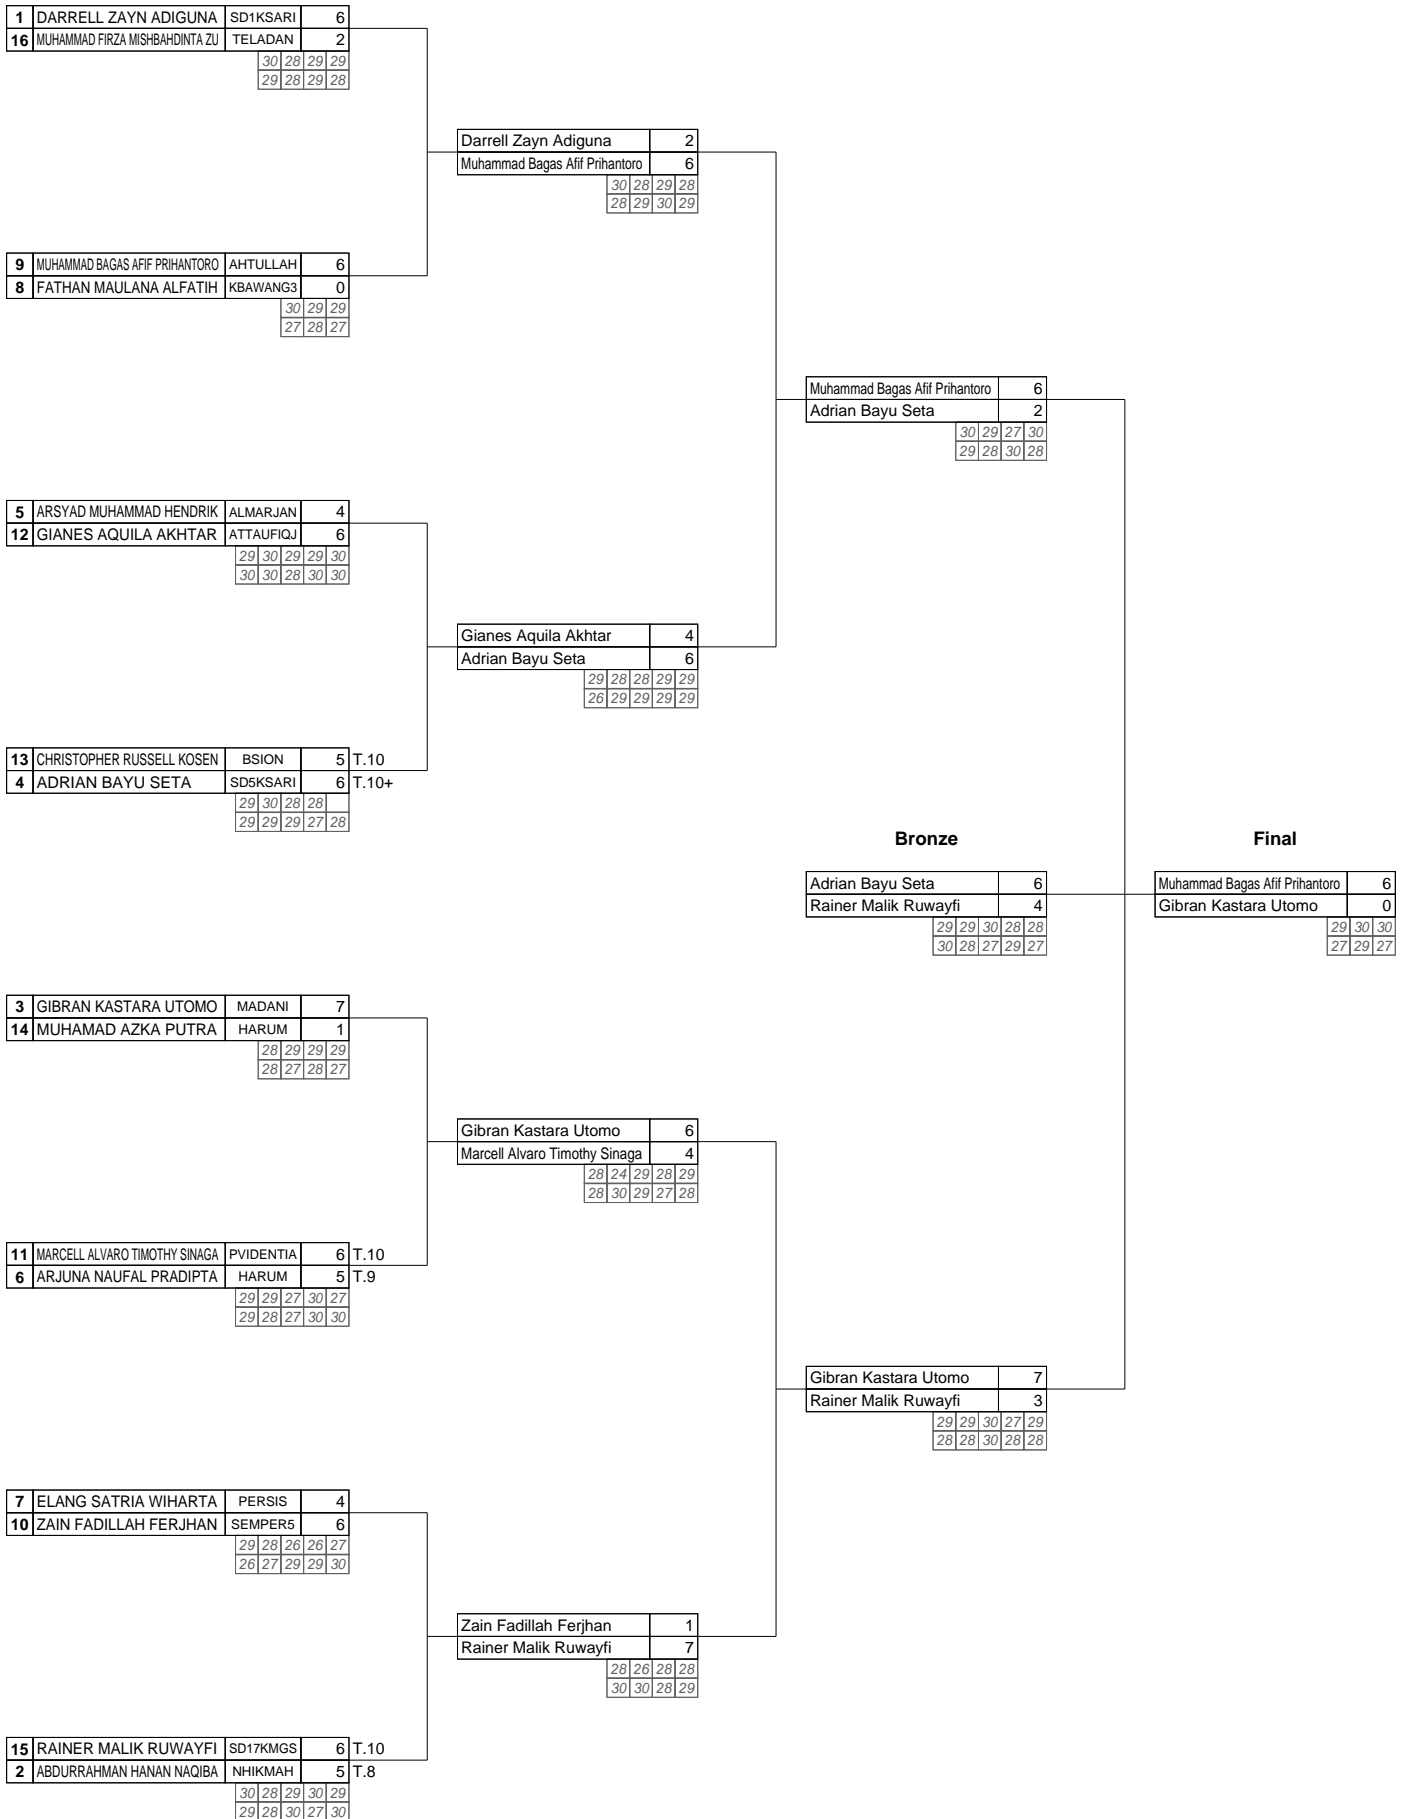 1 DARRELL ZAYN ADIGUNA SD1KSARI 6
16 MUHAMMAD FIRZA MISHBAHDINTA ZU TELADAN 2
30 28 29 29
29 28 29 28
Darrell Zayn Adiguna 2
Muhammad Bagas Afif Prihantoro 6
30 28 29 28
28 29 30 29
9 MUHAMMAD BAGAS AFIF PRIHANTORO AHTULLAH 6
8 FATHAN MAULANA ALFATIH KBAWANG3 0
30 29 29
27 28 27
Muhammad Bagas Afif Prihantoro 6
Adrian Bayu Seta 2
30 29 27 30
29 28 30 28
5 ARSYAD MUHAMMAD HENDRIK ALMARJAN 4
12 GIANES AQUILA AKHTAR ATTAUFIQJ 6
29 30 29 29 30
30 30 28 30 30
Gianes Aquila Akhtar 4
Adrian Bayu Seta 6
29 28 28 29 29
26 29 29 29 29
13 CHRISTOPHER RUSSELL KOSEN BSION 5 T.10
4 ADRIAN BAYU SETA SD5KSARI 6 T.10+
29 30 28 28
29 29 29 27 28
Bronze Final
Adrian Bayu Seta 6 Muhammad Bagas Afif Prihantoro 6
Rainer Malik Ruwayfi 4 Gibran Kastara Utomo 0
29 29 30 28 28 29 30 30
30 28 27 29 27 27 29 27
3 GIBRAN KASTARA UTOMO MADANI 7
14 MUHAMAD AZKA PUTRA HARUM 1
28 29 29 29
28 27 28 27
Gibran Kastara Utomo 6
Marcell Alvaro Timothy Sinaga 4
28 24 29 28 29
28 30 29 27 28
11 MARCELL ALVARO TIMOTHY SINAGA PVIDENTIA 6 T.10
6 ARJUNA NAUFAL PRADIPTA HARUM 5 T.9
29 29 27 30 27
29 28 27 30 30
Gibran Kastara Utomo 7
Rainer Malik Ruwayfi 3
29 29 30 27 29
28 28 30 28 28
7 ELANG SATRIA WIHARTA PERSIS 4
10 ZAIN FADILLAH FERJHAN SEMPER5 6
29 28 26 26 27
26 27 29 29 30
Zain Fadillah Ferjhan 1
Rainer Malik Ruwayfi 7
28 26 28 28
30 30 28 29
15 RAINER MALIK RUWAYFI SD17KMGS 6 T.10
2 ABDURRAHMAN HANAN NAQIBA NHIKMAH 5 T.8
30 28 29 30 29
29 28 30 27 30